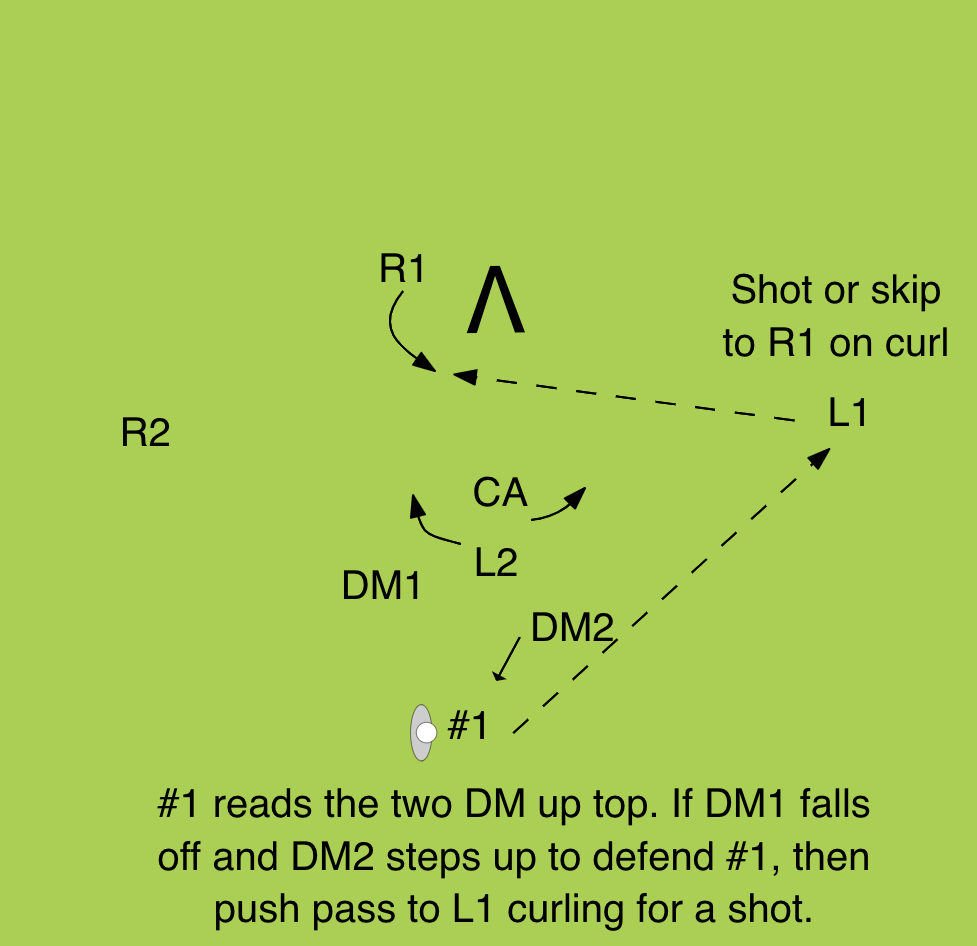 R1
Λ
Shot or skip
to R1 on curl
L1
R2
CA
L2
DM1
DM2
#1
#1 reads the two DM up top. If DM1 falls
off and DM2 steps up to defend #1, then
push pass to L1 curling for a shot.